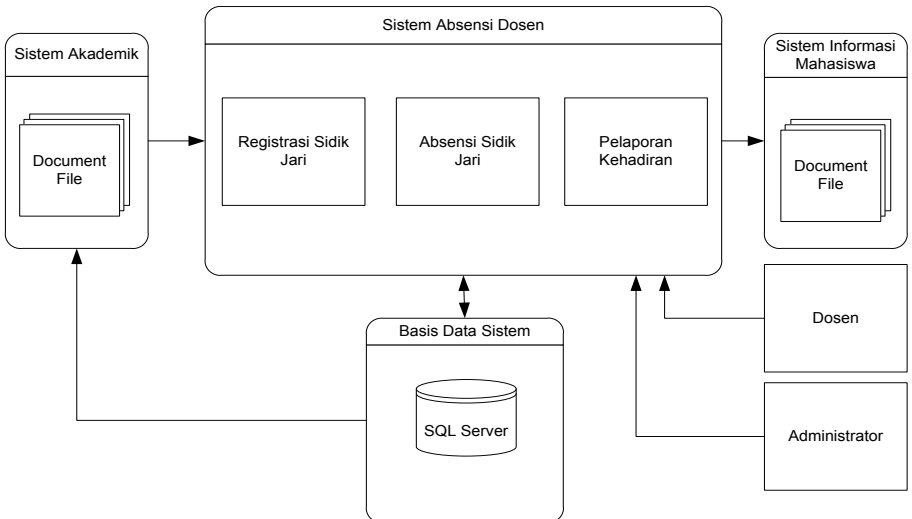 Sistem Absensi Dosen
Sistem Akademik
Sistem Informasi
Mahasiswa
Registrasi Sidik
Jari
Absensi Sidik
Jari
Pelaporan
Kehadiran
Document
File
Document
File
Basis Data Sistem
SQL Server
Dosen
Administrator